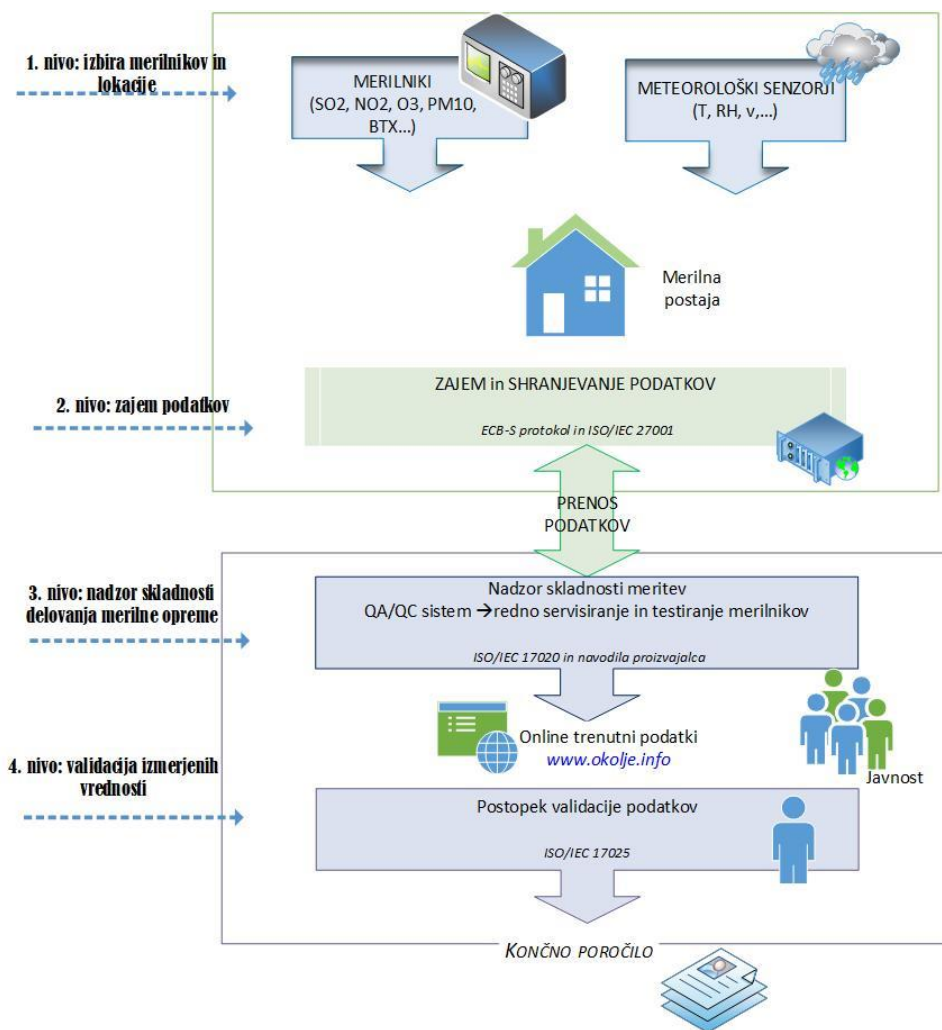 1. nivo: izbira merilnikov in
lokacije
MERILNIKI
(SO2, NO2, O3, PM10,
BTX...)
METEOROLOŠKI SENZORJI
(T, RH, v,...)
Merilna
postaja
2. nivo: zajem podatkov
ZAJEM in SHRANJEVANJE PODATKOV
ECB-S protokol in ISO/IEC 27001
PRENOS
PODATKOV
3. nivo: nadzor skladnosti
delovanja merilne opreme
Nadzor skladnosti meritev
QA/QC sistem →redno servisiranje in testiranje merilnikov
ISO/IEC 17020 in navodila proizvajalca
Online trenutni podatki
www.okolje.info
Javnost
4. nivo: validacija izmerjenih
vrednosti
Postopek validacije podatkov
ISO/IEC 17025
KONČNO POROČILO